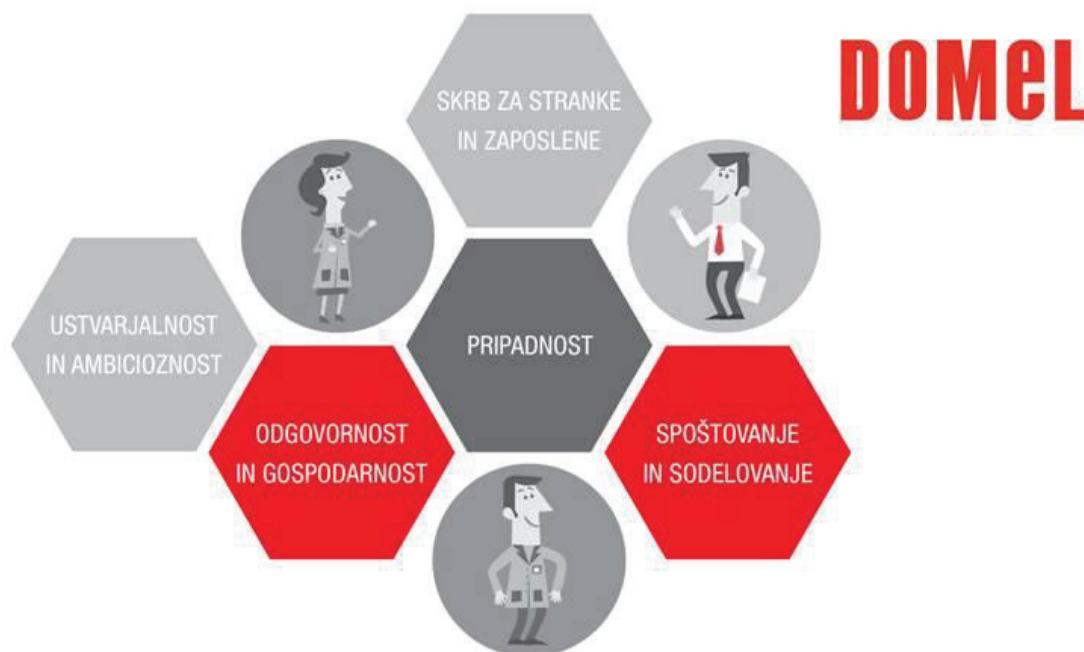 DOMEL
SKRB ZA STRANKE
IN ZAPOSLENE
USTVARJALNOST
IN AMBICIOZNOST
PRIPADNOST
ODGOVORNOST
IN GOSPODARNOST
SPOŠTOVANJE
IN SODELOVANJE